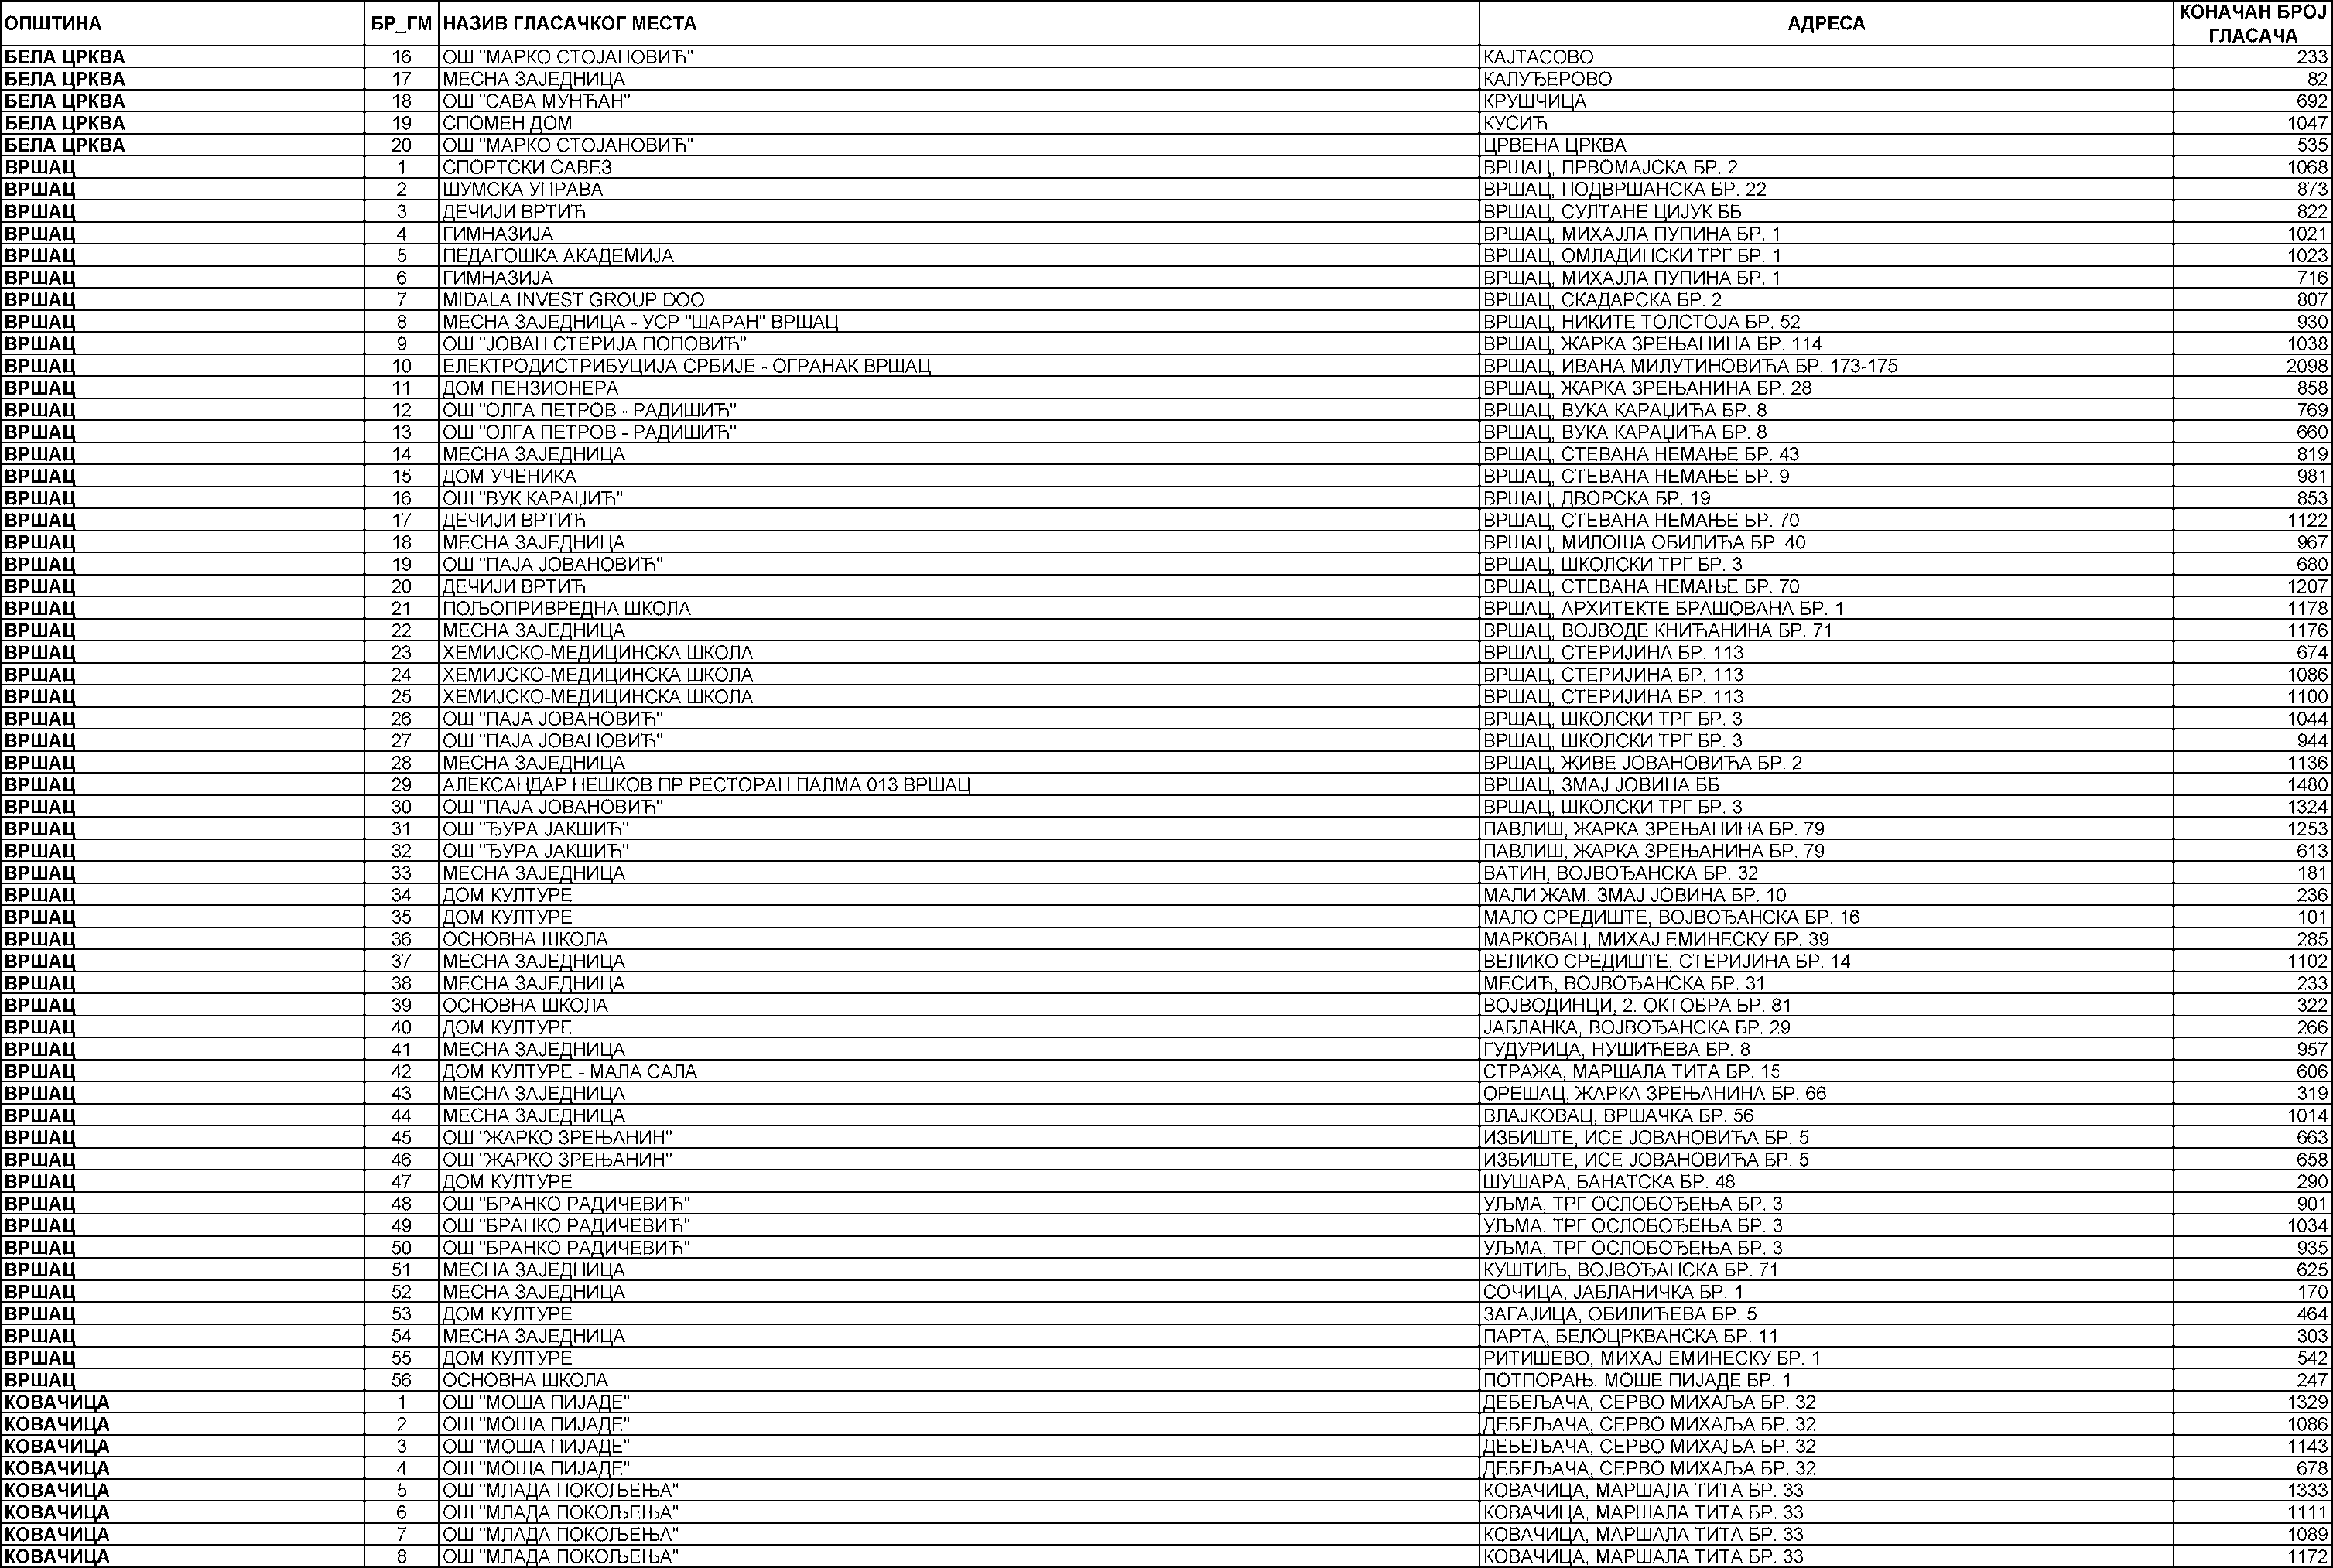 ОПШТИНА БР_ГМ НАЗИВ ГЛАСАЧКОГ МЕСТА АДРЕСА КОНАЧАН БРОЈ ГЛАСАЧА
БЕЛА ЦРКВА 16 ОШ "МАРКО СТОЈАНОВИЋ" КАЈТАСОВО 233
БЕЛА ЦРКВА 17 МЕСНА ЗАЈЕДНИЦА КАЛУЂЕРОВО 82
БЕЛА ЦРКВА 18 ОШ "САВА МУНЋАН" КРУШЧИЦА 692
БЕЛА ЦРКВА 19 СПОМЕН ДОМ КУСИЋ 1047
БЕЛА ЦРКВА 20 ОШ "МАРКО СТОЈАНОВИЋ" ЦРВЕНА ЦРКВА 535
ВРШАЦ 1 СПОРТСКИ САВЕЗ ВРШАЦ, ПРВОМАЈСКА БР. 2 1068
ВРШАЦ 2 ШУМСКА УПРАВА ВРШАЦ, ПОДВРШАНСКА БР. 22 873
ВРШАЦ 3 ДЕЧИЈИ ВРТИЋ ВРШАЦ, СУЛТАНЕ ЦИЈУК ББ 822
ВРШАЦ 4 ГИМНАЗИЈА ВРШАЦ, МИХАЈЛА ПУПИНА БР. 1 1021
ВРШАЦ 5 ПЕДАГОШКА АКАДЕМИЈА ВРШАЦ, ОМЛАДИНСКИ ТРГ БР. 1 1023
ВРШАЦ 6 ГИМНАЗИЈА ВРШАЦ, МИХАЈЛА ПУПИНА БР. 1 716
ВРШАЦ 7 MIDALA INVEST GROUP DOO ВРШАЦ, СКАДАРСКА БР. 2 807
ВРШАЦ 8 МЕСНА ЗАЈЕДНИЦА - УСР "ШАРАН" ВРШАЦ ВРШАЦ, НИКИТЕ ТОЛСТОЈА БР. 52 930
ВРШАЦ 9 ОШ "ЈОВАН СТЕРИЈА ПОПОВИЋ" ВРШАЦ, ЖАРКА ЗРЕЊАНИНА БР. 114 1038
ВРШАЦ 10 ЕЛЕКТРОДИСТРИБУЦИЈА СРБИЈЕ - ОГРАНАК ВРШАЦ ВРШАЦ, ИВАНА МИЛУТИНОВИЋА БР. 173-175 2098
ВРШАЦ 11 ДОМ ПЕНЗИОНЕРА ВРШАЦ, ЖАРКА ЗРЕЊАНИНА БР. 28 858
ВРШАЦ 12 ОШ "ОЛГА ПЕТРОВ - РАДИШИЋ" ВРШАЦ, ВУКА КАРАЏИЋА БР. 8 769
ВРШАЦ 13 ОШ "ОЛГА ПЕТРОВ - РАДИШИЋ" ВРШАЦ, ВУКА КАРАЏИЋА БР. 8 660
ВРШАЦ 14 МЕСНА ЗАЈЕДНИЦА ВРШАЦ, СТЕВАНА НЕМАЊЕ БР. 43 819
ВРШАЦ 15 ДОМ УЧЕНИКА ВРШАЦ, СТЕВАНА НЕМАЊЕ БР. 9 981
ВРШАЦ 16 ОШ "ВУК КАРАЏИЋ" ВРШАЦ, ДВОРСКА БР. 19 853
ВРШАЦ 17 ДЕЧИЈИ ВРТИЋ ВРШАЦ, СТЕВАНА НЕМАЊЕ БР. 70 1122
ВРШАЦ 18 МЕСНА ЗАЈЕДНИЦА ВРШАЦ, МИЛОША ОБИЛИЋА БР. 40 967
ВРШАЦ 19 ОШ "ПАЈА ЈОВАНОВИЋ" ВРШАЦ, ШКОЛСКИ ТРГ БР. 3 680
ВРШАЦ 20 ДЕЧИЈИ ВРТИЋ ВРШАЦ, СТЕВАНА НЕМАЊЕ БР. 70 1207
ВРШАЦ 21 ПОЉОПРИВРЕДНА ШКОЛА ВРШАЦ, АРХИТЕКТЕ БРАШОВАНА БР. 1 1178
ВРШАЦ 22 МЕСНА ЗАЈЕДНИЦА ВРШАЦ, ВОЈВОДЕ КНИЋАНИНА БР. 71 1176
ВРШАЦ 23 ХЕМИЈСКО-МЕДИЦИНСКА ШКОЛА ВРШАЦ, СТЕРИЈИНА БР. 113 674
ВРШАЦ 24 ХЕМИЈСКО-МЕДИЦИНСКА ШКОЛА ВРШАЦ, СТЕРИЈИНА БР. 113 1086
ВРШАЦ 25 ХЕМИЈСКО-МЕДИЦИНСКА ШКОЛА ВРШАЦ, СТЕРИЈИНА БР. 113 1100
ВРШАЦ 26 ОШ "ПАЈА ЈОВАНОВИЋ" ВРШАЦ, ШКОЛСКИ ТРГ БР. 3 1044
ВРШАЦ 27 ОШ "ПАЈА ЈОВАНОВИЋ" ВРШАЦ, ШКОЛСКИ ТРГ БР. 3 944
ВРШАЦ 28 МЕСНА ЗАЈЕДНИЦА ВРШАЦ, ЖИВЕ ЈОВАНОВИЋА БР. 2 1136
ВРШАЦ 29 АЛЕКСАНДАР НЕШКОВ ПР РЕСТОРАН ПАЛМА 013 ВРШАЦ ВРШАЦ, ЗМАЈ ЈОВИНА ББ 1480
ВРШАЦ 30 ОШ "ПАЈА ЈОВАНОВИЋ" ВРШАЦ, ШКОЛСКИ ТРГ БР. 3 1324
ВРШАЦ 31 ОШ "ЂУРА ЈАКШИЋ" ПАВЛИШ, ЖАРКА ЗРЕЊАНИНА БР. 79 1253
ВРШАЦ 32 ОШ "ЂУРА ЈАКШИЋ" ПАВЛИШ, ЖАРКА ЗРЕЊАНИНА БР. 79 613
ВРШАЦ 33 МЕСНА ЗАЈЕДНИЦА ВАТИН, ВОЈВОЂАНСКА БР. 32 181
ВРШАЦ 34 ДОМ КУЛТУРЕ МАЛИ ЖАМ, ЗМАЈ ЈОВИНА БР. 10 236
ВРШАЦ 35 ДОМ КУЛТУРЕ МАЛО СРЕДИШТЕ, ВОЈВОЂАНСКА БР. 16 101
ВРШАЦ 36 ОСНОВНА ШКОЛА МАРКОВАЦ, МИХАЈ ЕМИНЕСКУ БР. 39 285
ВРШАЦ 37 МЕСНА ЗАЈЕДНИЦА ВЕЛИКО СРЕДИШТЕ, СТЕРИЈИНА БР. 14 1102
ВРШАЦ 38 МЕСНА ЗАЈЕДНИЦА МЕСИЋ, ВОЈВОЂАНСКА БР. 31 233
ВРШАЦ 39 ОСНОВНА ШКОЛА ВОЈВОДИНЦИ, 2. ОКТОБРА БР. 81 322
ВРШАЦ 40 ДОМ КУЛТУРЕ ЈАБЛАНКА, ВОЈВОЂАНСКА БР. 29 266
ВРШАЦ 41 МЕСНА ЗАЈЕДНИЦА ГУДУРИЦА, НУШИЋЕВА БР. 8 957
ВРШАЦ 42 ДОМ КУЛТУРЕ - МАЛА САЛА СТРАЖА, МАРШАЛА ТИТА БР. 15 606
ВРШАЦ 43 МЕСНА ЗАЈЕДНИЦА ОРЕШАЦ, ЖАРКА ЗРЕЊАНИНА БР. 66 319
ВРШАЦ 44 МЕСНА ЗАЈЕДНИЦА ВЛАЈКОВАЦ, ВРШАЧКА БР. 56 1014
ВРШАЦ 45 ОШ "ЖАРКО ЗРЕЊАНИН" ИЗБИШТЕ, ИСЕ ЈОВАНОВИЋА БР. 5 663
ВРШАЦ 46 ОШ "ЖАРКО ЗРЕЊАНИН" ИЗБИШТЕ, ИСЕ ЈОВАНОВИЋА БР. 5 658
ВРШАЦ 47 ДОМ КУЛТУРЕ ШУШАРА, БАНАТСКА БР. 48 290
ВРШАЦ 48 ОШ "БРАНКО РАДИЧЕВИЋ" УЉМА, ТРГ ОСЛОБОЂЕЊА БР. 3 901
ВРШАЦ 49 ОШ "БРАНКО РАДИЧЕВИЋ" УЉМА, ТРГ ОСЛОБОЂЕЊА БР. 3 1034
ВРШАЦ 50 ОШ "БРАНКО РАДИЧЕВИЋ" УЉМА, ТРГ ОСЛОБОЂЕЊА БР. 3 935
ВРШАЦ 51 МЕСНА ЗАЈЕДНИЦА КУШТИЉ, ВОЈВОЂАНСКА БР. 71 625
ВРШАЦ 52 МЕСНА ЗАЈЕДНИЦА СОЧИЦА, ЈАБЛАНИЧКА БР. 1 170
ВРШАЦ 53 ДОМ КУЛТУРЕ ЗАГАЈИЦА, ОБИЛИЋЕВА БР. 5 464
ВРШАЦ 54 МЕСНА ЗАЈЕДНИЦА ПАРТА, БЕЛОЦРКВАНСКА БР. 11 303
ВРШАЦ 55 ДОМ КУЛТУРЕ РИТИШЕВО, МИХАЈ ЕМИНЕСКУ БР. 1 542
ВРШАЦ 56 ОСНОВНА ШКОЛА ПОТПОРАЊ, МОШЕ ПИЈАДЕ БР. 1 247
КОВАЧИЦА 1 ОШ "МОША ПИЈАДЕ" ДЕБЕЉАЧА, СЕРВО МИХАЉА БР. 32 1329
КОВАЧИЦА 2 ОШ "МОША ПИЈАДЕ" ДЕБЕЉАЧА, СЕРВО МИХАЉА БР. 32 1086
КОВАЧИЦА 3 ОШ "МОША ПИЈАДЕ" ДЕБЕЉАЧА, СЕРВО МИХАЉА БР. 32 1143
КОВАЧИЦА 4 ОШ "МОША ПИЈАДЕ" ДЕБЕЉАЧА, СЕРВО МИХАЉА БР. 32 678
КОВАЧИЦА 5 ОШ "МЛАДА ПОКОЉЕЊА" КОВАЧИЦА, МАРШАЛА ТИТА БР. 33 1333
КОВАЧИЦА 6 ОШ "МЛАДА ПОКОЉЕЊА" КОВАЧИЦА, МАРШАЛА ТИТА БР. 33 1111
КОВАЧИЦА 7 ОШ "МЛАДА ПОКОЉЕЊА" КОВАЧИЦА, МАРШАЛА ТИТА БР. 33 1089
КОВАЧИЦА 8 ОШ "МЛАДА ПОКОЉЕЊА" КОВАЧИЦА, МАРШАЛА ТИТА БР. 33 1172